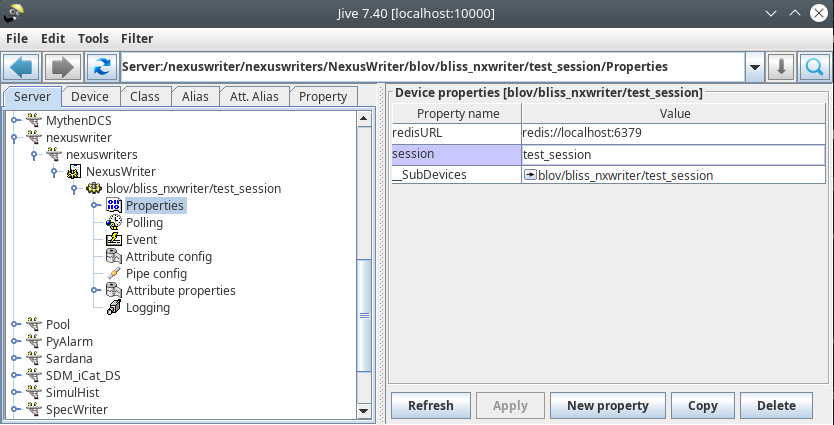 Jive 7.40 [localhost:10000]
File Edit Tools Filter
Server:/nexuswriter/nexuswriters/NexusWriter/blov/bliss_nxwriter/test_session/Properties
Server Device Class Alias Att. Alias Property
MythenDCS
nexuswriter
nexuswriters
NexusWriter
blov/bliss_nxwriter/test_session
Properties
Polling
Event
Attribute config
Pipe config
Attribute properties
Logging
Pool
PyAlarm
Sardana
SDM_iCat_DS
SimulHist
SpecWriter
Device properties [blov/bliss_nxwriter/test_session]
Property name Value
redisURL redis://localhost:6379
session test_session
__SubDevices blov/bliss_nxwriter/test_session
Refresh Apply New property Copy Delete